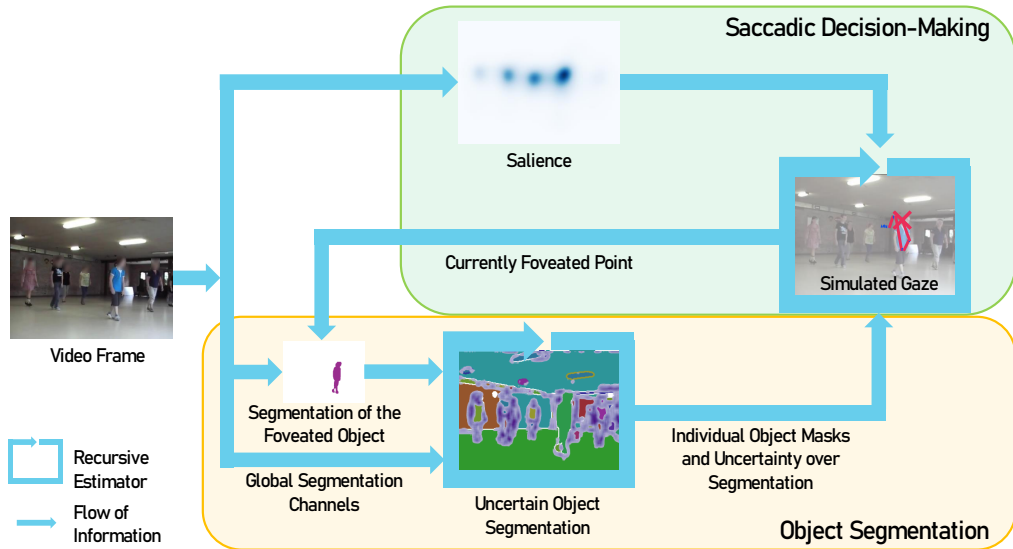 Saccadic Decision-Making
Salience
Currently Foveated Point
Simulated Gaze
Video Frame
Segmentation of the
Foveated Object
Recursive
Estimator
Global Segmentation
Channels
Uncertain Object
Segmentation
Individual Object Masks
and Uncertainty over
Segmentation
Flow of
Information
Object Segmentation